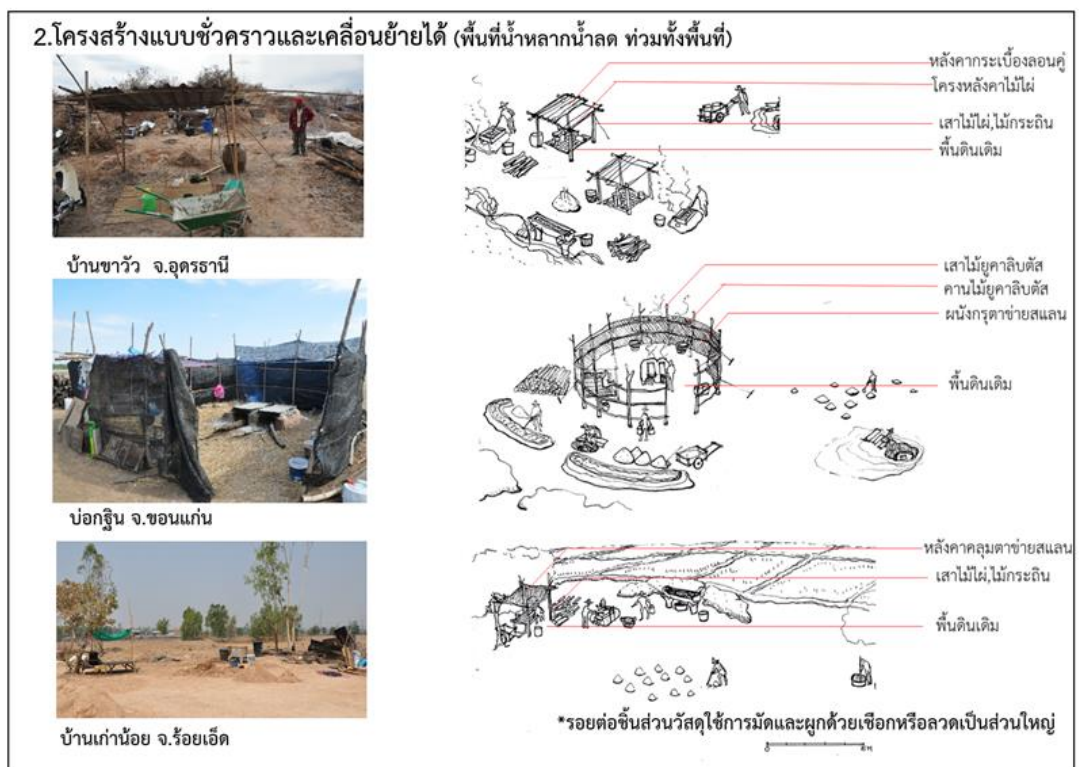 2.โครงสร้างแบบชั่วคราวและเคลื่อนย้ายได้ (พื้นที่น้ำหลากน้ำลด ท่วมทั้งพื้นที่)
หลังคากระเบื้องลอนคู่
โครงหลังคาไม้ไผ่
เสาไม้ไผ่,ไม้กระถิน
พื้นดินเดิม
บ้านขาวัว จ.อุดรธานี
เสาไม้ยูคาลิบตัส
คานไม้ยูคาลิบตัส
ผนังกรุตาข่ายสแลน
พื้นดินเดิม
บ่อกฐิน จ.ขอนแก่น
หลังคาคลุมตาข่ายสแลน
เสาไม้ไผ่,ไม้กระถิน
พื้นดินเดิม
บ้านเก่าน้อย จ.ร้อยเอ็ด
*รอยต่อชิ้นส่วนวัสดุใช้การมัดและผูกด้วยเชือกหรือลวดเป็นส่วนใหญ่